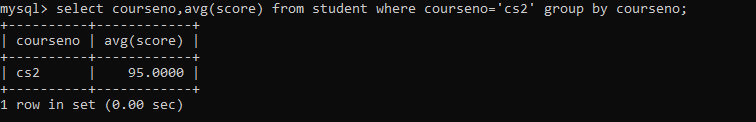 mysql> select courseno,avg(score) from student where courseno='cs2' group by courseno;
+----------+------------+
| courseno | avg(score) |
+----------+------------+
| cs2      |    95.0000 |
+----------+------------+
1 row in set (0.00 sec)